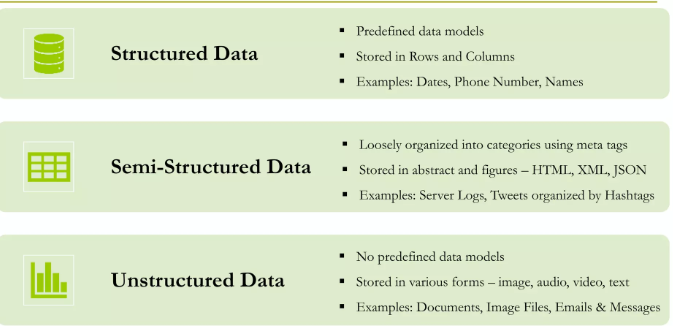 Structured Data
▪ Predefined data models
▪ Stored in Rows and Columns
▪ Examples: Dates, Phone Number, Names
Semi-Structured Data
▪ Loosely organized into categories using meta tags
▪ Stored in abstract and figures – HTML, XML, JSON
▪ Examples: Server Logs, Tweets organized by Hashtags
Unstructured Data
▪ No predefined data models
▪ Stored in various forms – image, audio, video, text
▪ Examples: Documents, Image Files, Emails & Messages